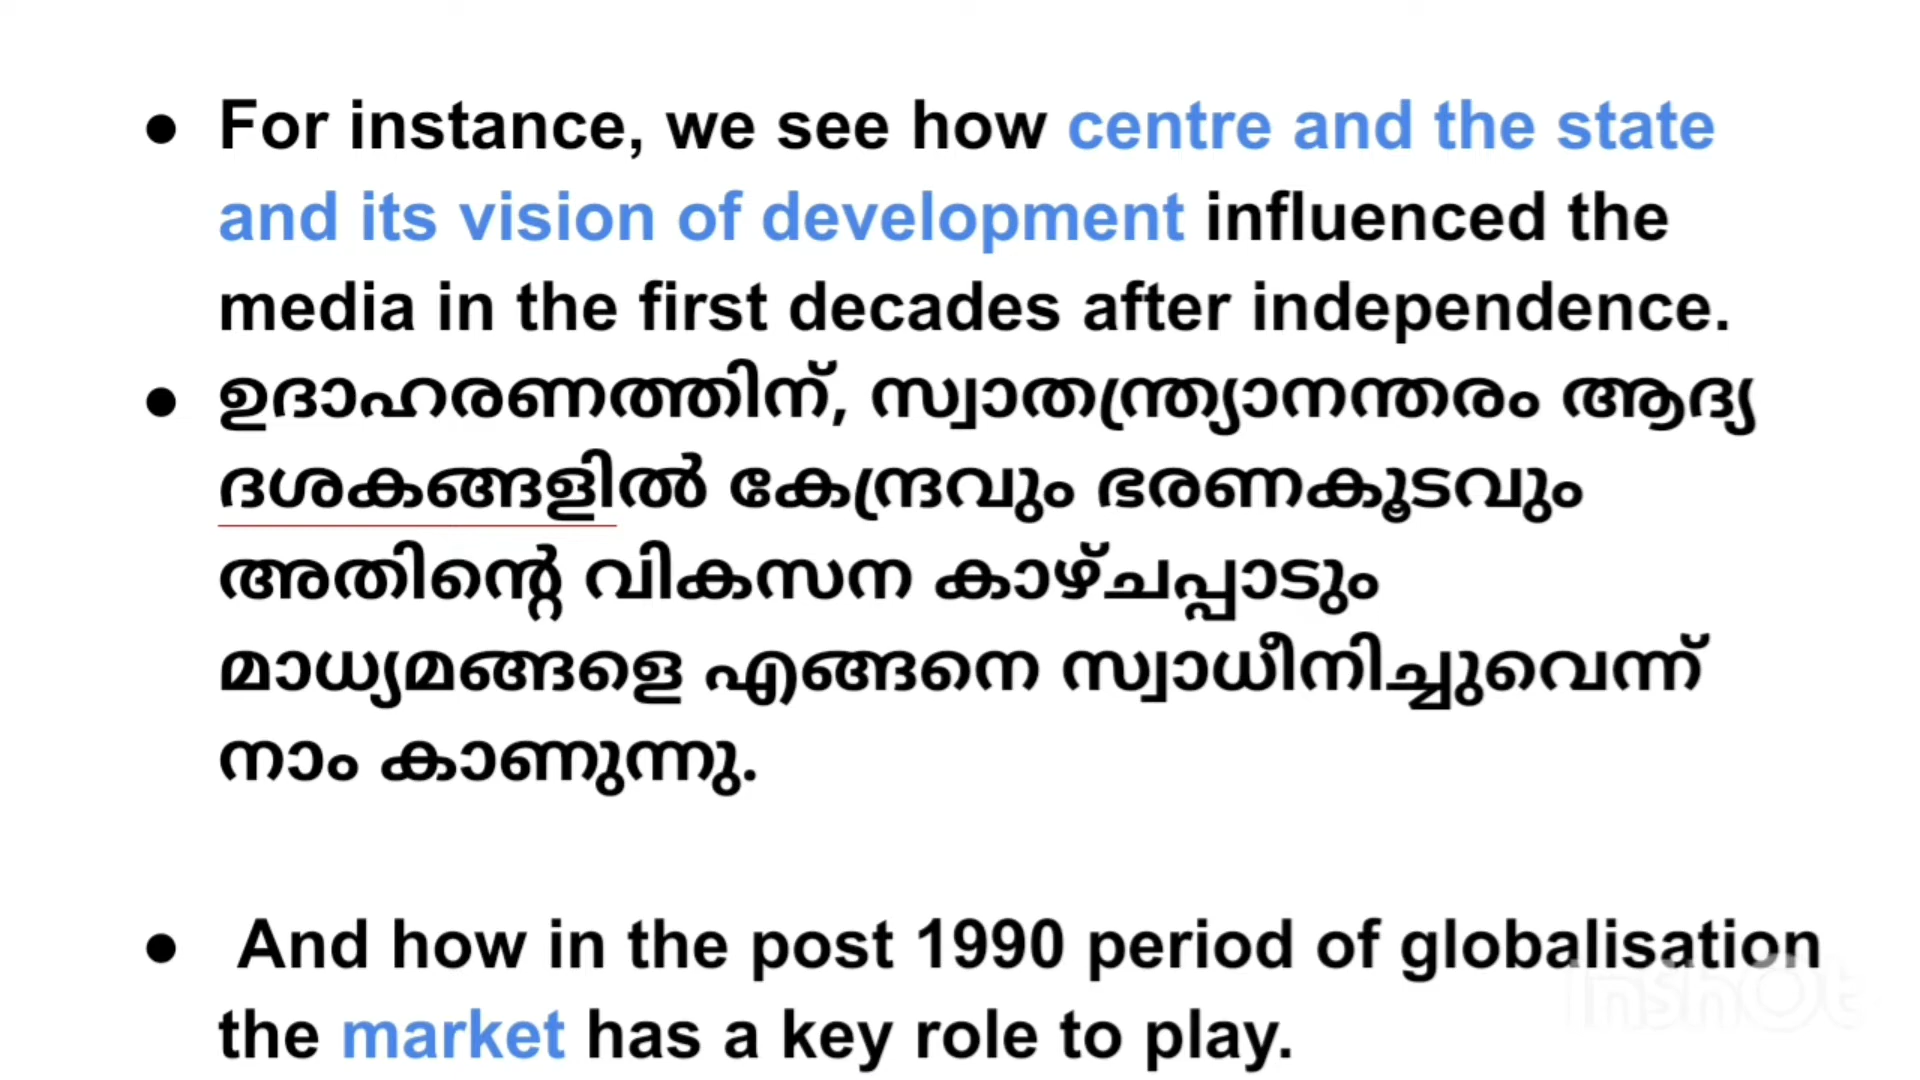 ● For instance, we see how centre and the state
and its vision of development influenced the
media in the first decades after independence.
● ഉദാഹരണത്തിന്, സ്വാതന്ത്ര്യാനന്തരം ആദ്യ
ദശകങ്ങളിൽ കേന്ദ്രവും ഭരണകൂടവും
അതിന്റെ വികസന കാഴ്ചപ്പാടും
മാധ്യമങ്ങളെ എങ്ങനെ സ്വാധീനിച്ചുവെന്ന്
നാം കാണുന്നു.
● And how in the post 1990 period of globalisation
the market has a key role to play.
InShOt